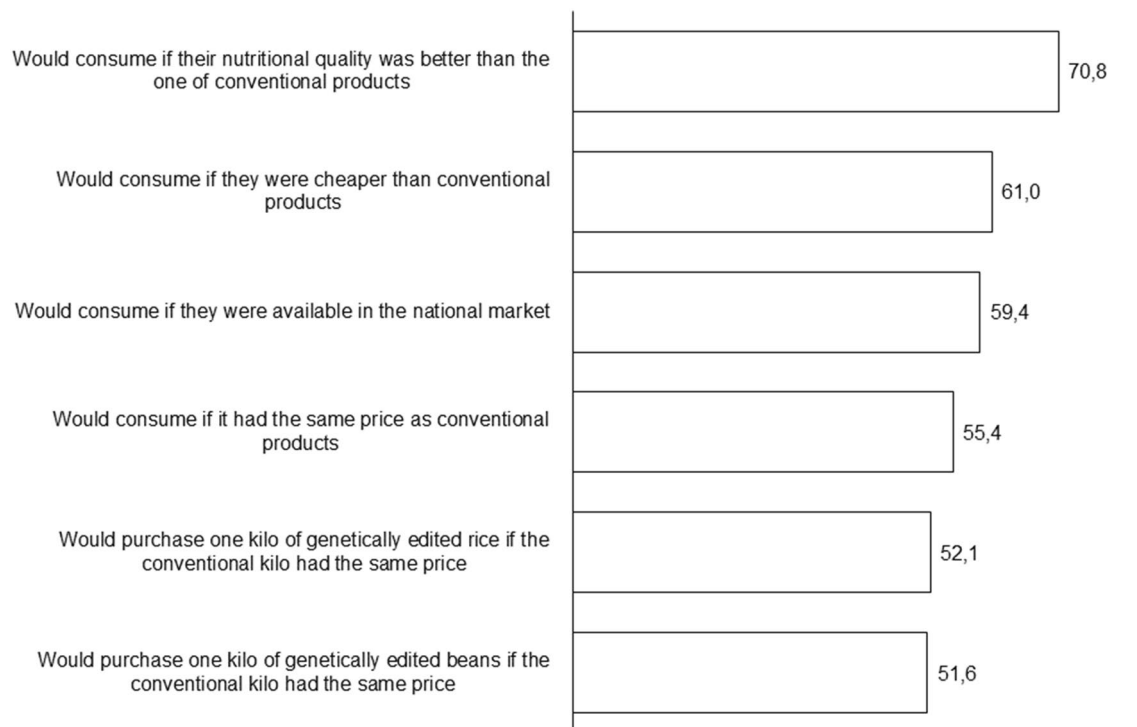 Would consume if their nutritional quality was better than the
one of conventional products
70,8
Would consume if they were cheaper than conventional
products
61,0
Would consume if they were available in the national market
59,4
Would consume if it had the same price as conventional
products
55,4
Would purchase one kilo of genetically edited rice if the
conventional kilo had the same price
52,1
Would purchase one kilo of genetically edited beans if the
conventional kilo had the same price
51,6